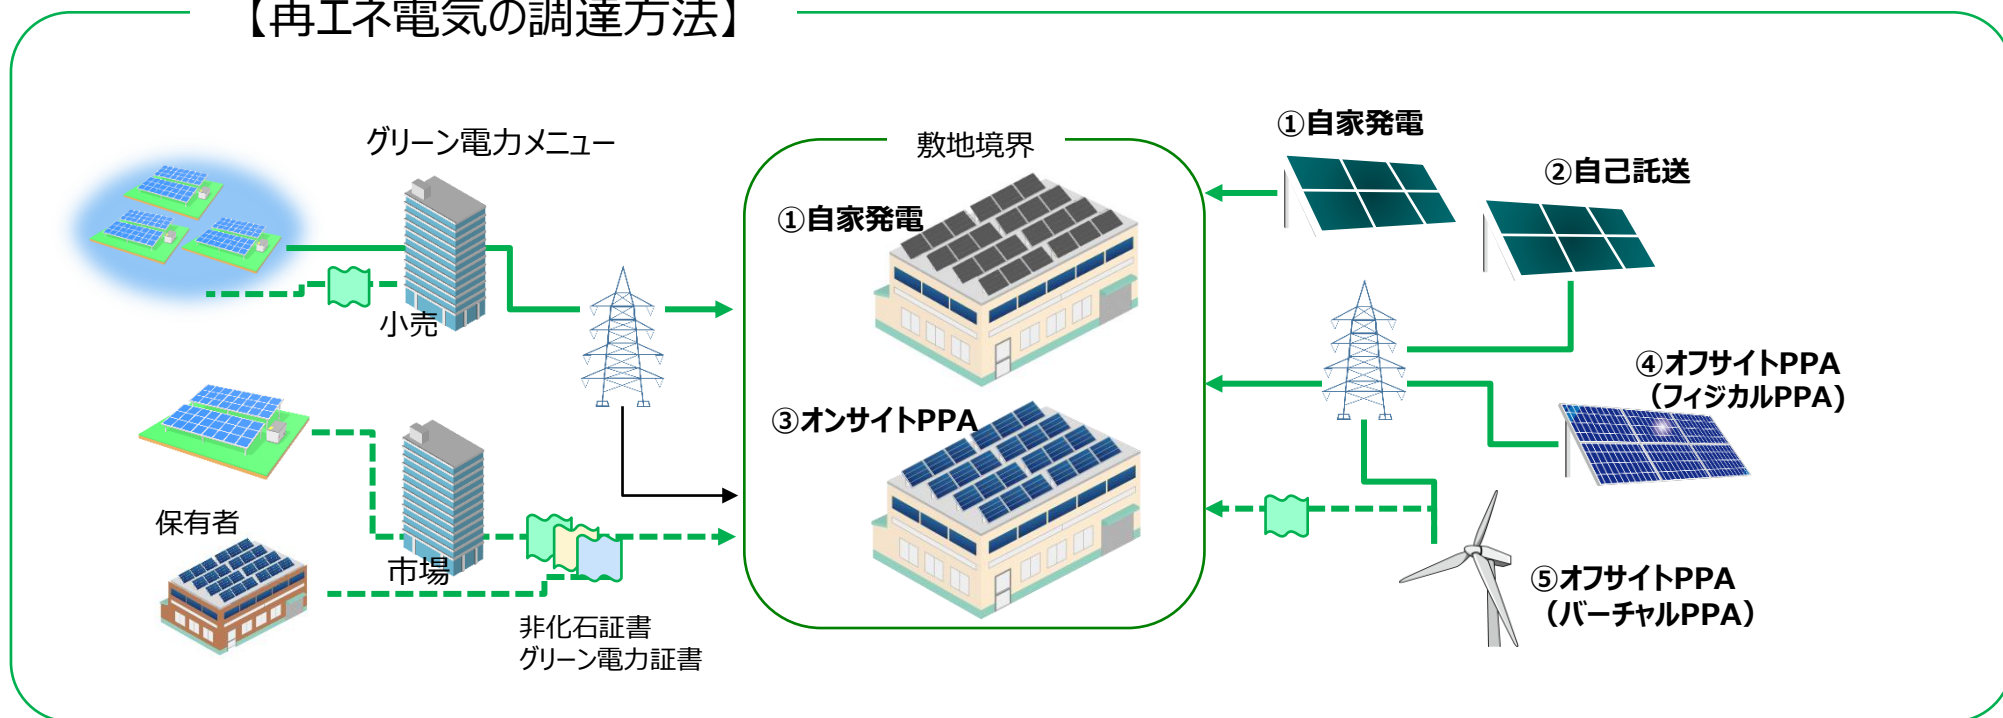 【再エネ電気の調達方法】
グリーン電力メニュー
小売
市場
保有者
非化石証書
グリーン電力証書
敷地境界
①自家発電
③オンサイトPPA
①自家発電
②自己託送
④オフサイトPPA
（フィジカルPPA)
⑤オフサイトPPA
（バーチャルPPA）